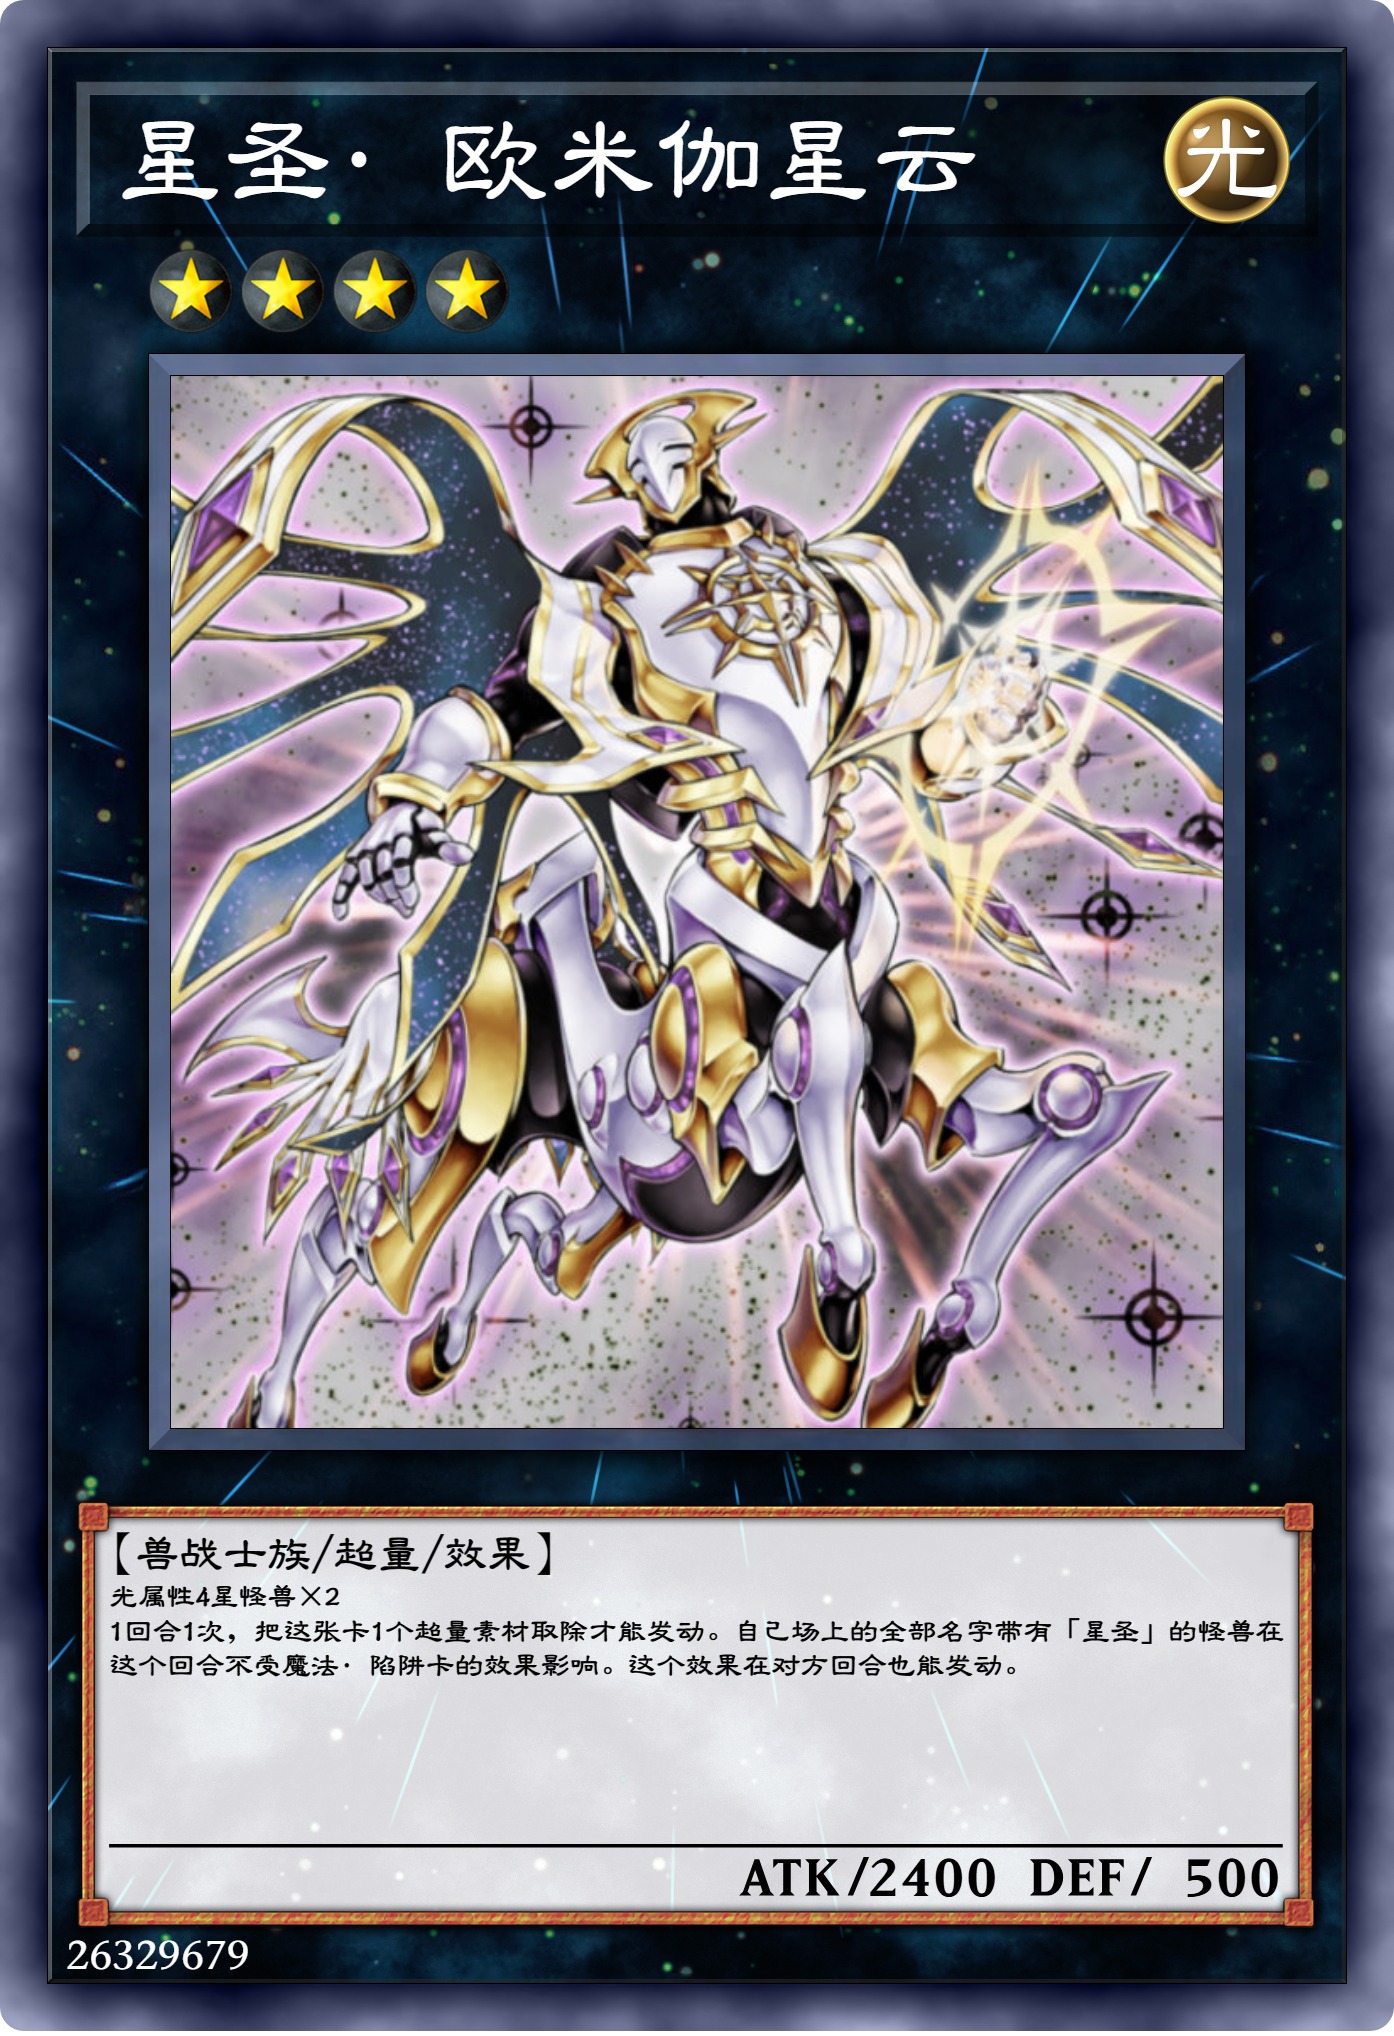 星圣·欧米伽星云
光
【兽战士族/超量/效果】
光属性4星怪兽×2
1回合1次，把这张卡1个超量素材取除才能发动。自己场上的全部名字带有「星圣」的怪兽在
这个回合不受魔法·陷阱卡的效果影响。这个效果在对方回合也能发动。
ATK/2400 DEF/ 500
26329679